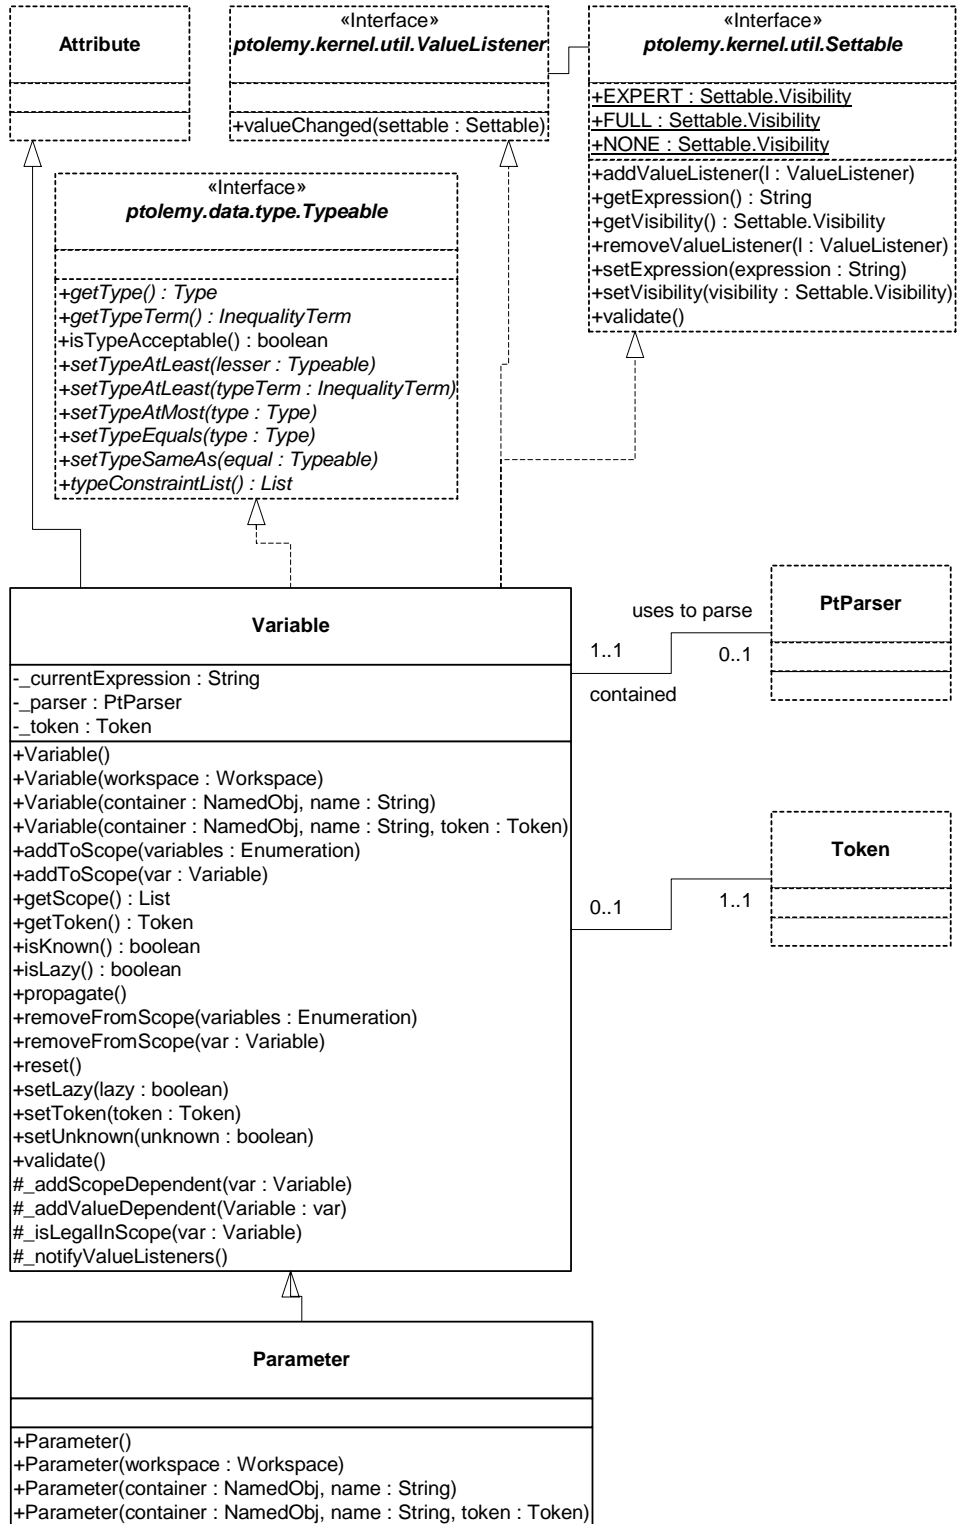 Attribute
«Interface»
ptolemy.kernel.util.ValueListener
+valueChanged(settable : Settable)
«Interface»
ptolemy.kernel.util.Settable
+EXPERT : Settable.Visibility
+FULL : Settable.Visibility
+NONE : Settable.Visibility
+addValueListener(l : ValueListener)
+getExpression() : String
+getVisibility() : Settable.Visibility
+removeValueListener(l : ValueListener)
+setExpression(expression : String)
+setVisibility(visibility : Settable.Visibility)
+validate()
«Interface»
ptolemy.data.type.Typeable
+getType() : Type
+getTypeTerm() : InequalityTerm
+isTypeAcceptable() : boolean
+setTypeAtLeast(lesser : Typeable)
+setTypeAtLeast(typeTerm : InequalityTerm)
+setTypeAtMost(type : Type)
+setTypeEquals(type : Type)
+setTypeSameAs(equal : Typeable)
+typeConstraintList() : List
Variable
-_currentExpression : String
-_parser : PtParser
-_token : Token
+Variable()
+Variable(workspace : Workspace)
+Variable(container : NamedObj, name : String)
+Variable(container : NamedObj, name : String, token : Token)
+addToScope(variables : Enumeration)
+addToScope(var : Variable)
+getScope() : List
+getToken() : Token
+isKnown() : boolean
+isLazy() : boolean
+propagate()
+removeFromScope(variables : Enumeration)
+removeFromScope(var : Variable)
+reset()
+setLazy(lazy : boolean)
+setToken(token : Token)
+setUnknown(unknown : boolean)
+validate()
#_addScopeDependent(var : Variable)
#_addValueDependent(Variable : var)
#_isLegalInScope(var : Variable)
#_notifyValueListeners()
uses to parse
1..1
0..1
contained
PtParser
0..1
1..1
Token
Parameter
+Parameter()
+Parameter(workspace : Workspace)
+Parameter(container : NamedObj, name : String)
+Parameter(container : NamedObj, name : String, token : Token)